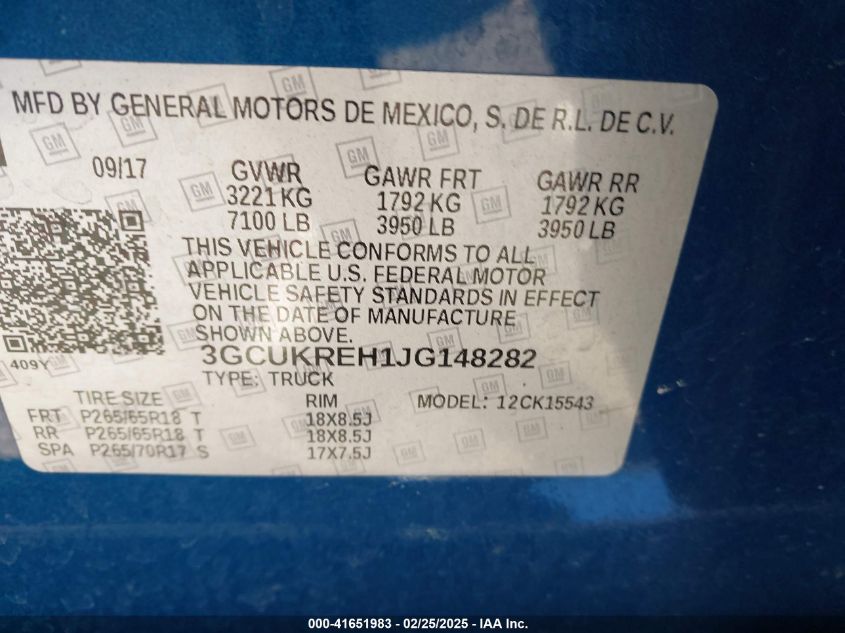 MFD BY GENERAL MOTORS DE MEXICO, S. DE R.L. DE C.V.
09/17 GVWR GAWR FRT GAWR RR
3221 KG 1792 KG 1792 KG
7100 LB 3950 LB 3950 LB
THIS VEHICLE CONFORMS TO ALL
APPLICABLE U.S. FEDERAL MOTOR
VEHICLE SAFETY STANDARDS IN EFFECT
ON THE DATE OF MANUFACTURE
SHOWN ABOVE.
409Y 3GCUKREH1JG148282
TYPE: TRUCK
TIRE SIZE RIM MODEL: 12CK15543
FRT P265/65R18 T 18X8.5J
RR P265/65R18 T 18X8.5J
SPA P265/70R17 S 17X7.5J
000-41651983 - 02/25/2025 - IAA Inc.